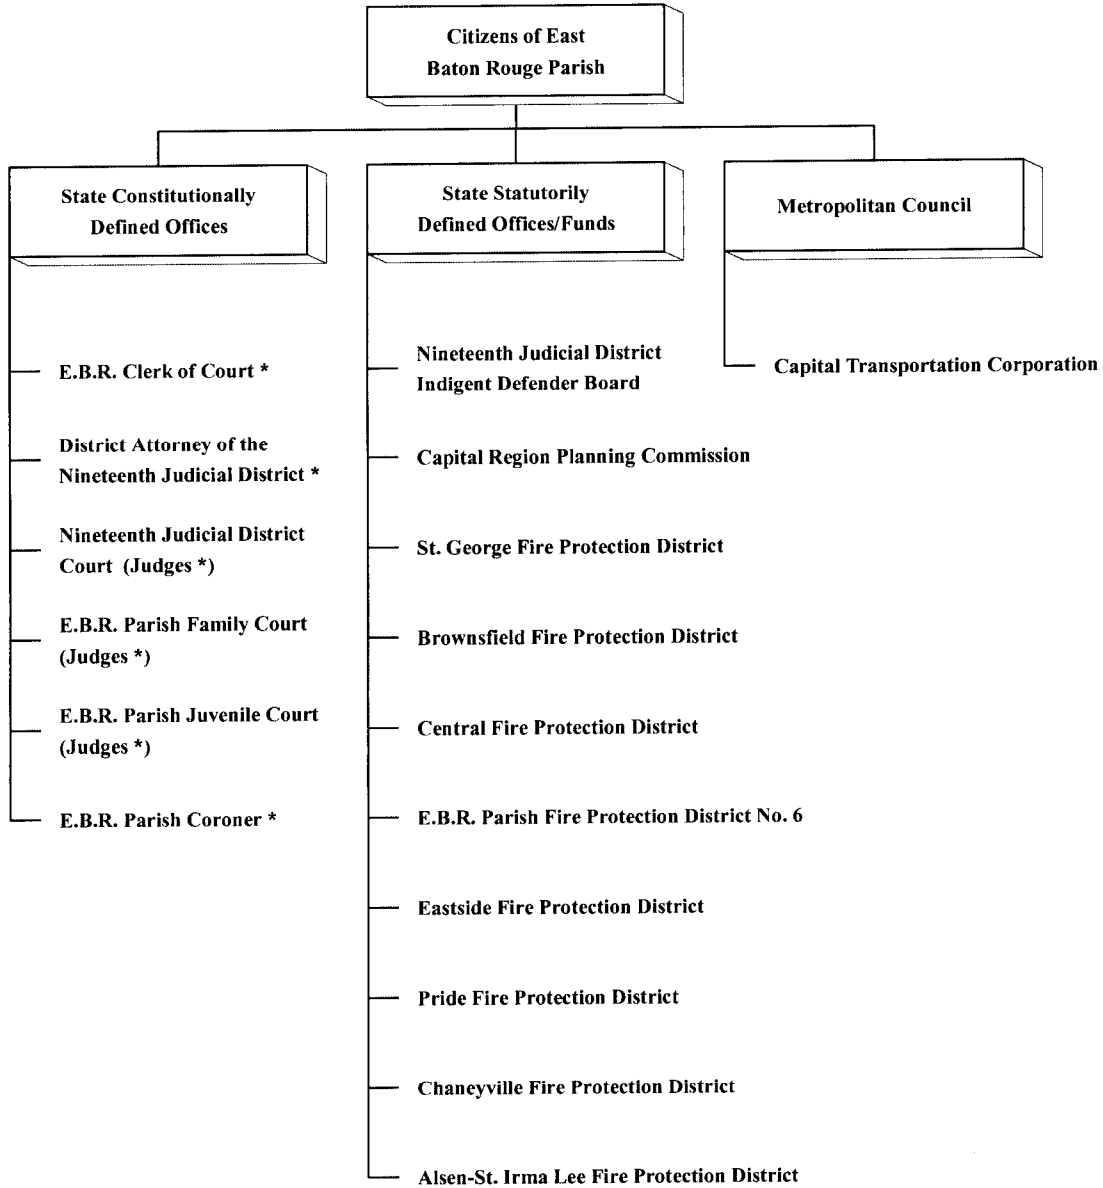 Citizens of East
Baton Rouge Parish
State Constitutionally
Defined Offices
State Statutorily
Defined Offices/Funds
Metropolitan Council
E.B.R. Clerk of Court *
District Attorney of the
Nineteenth Judicial District *
Nineteenth Judicial District
Court (Judges *)
E.B.R. Parish Family Court
(Judges *)
E.B.R. Parish Juvenile Court
(Judges *)
E.B.R. Parish Coroner *
Nineteenth Judicial District
Indigent Defender Board
Capital Region Planning Commission
St. George Fire Protection District
Brownsfield Fire Protection District
Central Fire Protection District
E.B.R. Parish Fire Protection District No. 6
Eastside Fire Protection District
Pride Fire Protection District
Chaneyville Fire Protection District
Alsen-St. Irma Lee Fire Protection District
Capital Transportation Corporation